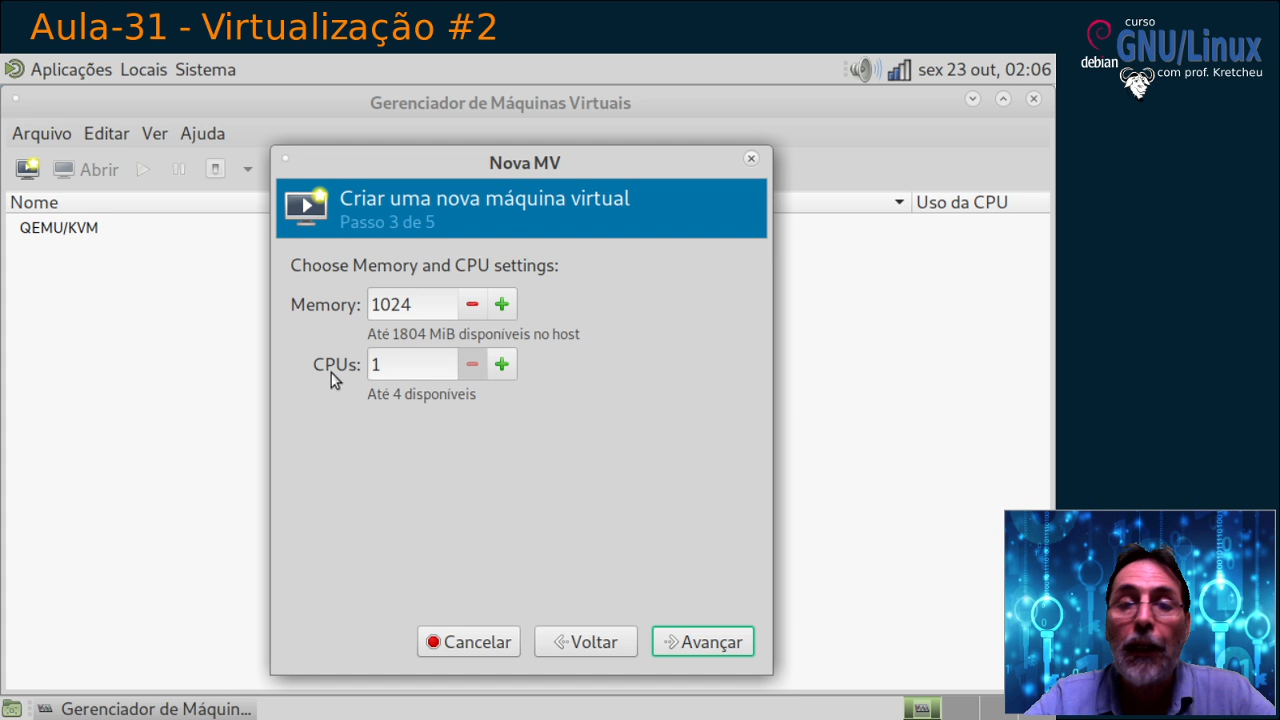 Aula-31 - Virtualização #2
curso
GNU/Linux
debian
com prof. Kretcheu
Aplicações Locais Sistema
sex 23 out, 02:06
Gerenciador de Máquinas Virtuais
Arquivo Editar Ver Ajuda
Abrir
Nome
Uso da CPU
QEMU/KVM
Nova MV
Criar uma nova máquina virtual
Passo 3 de 5
Choose Memory and CPU settings:
Memory: 1024
Até 1804 MiB disponíveis no host
CPUs: 1
Até 4 disponíveis
Cancelar
Voltar
Avançar
Gerenciador de Máquin...